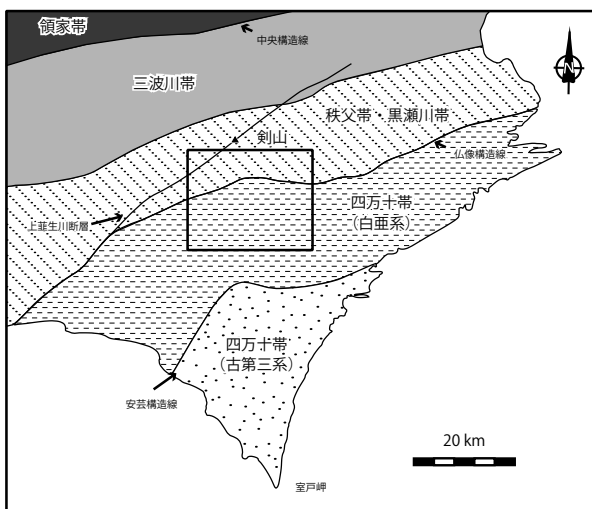 領家帯
中央構造線
N
三波川帯
秩父帯・黒瀬川帯
剣山
仏像構造線
四万十帯
(白亜系)
上韮生川断層
四万十帯
(古第三系)
安芸構造線
20 km
室戸岬